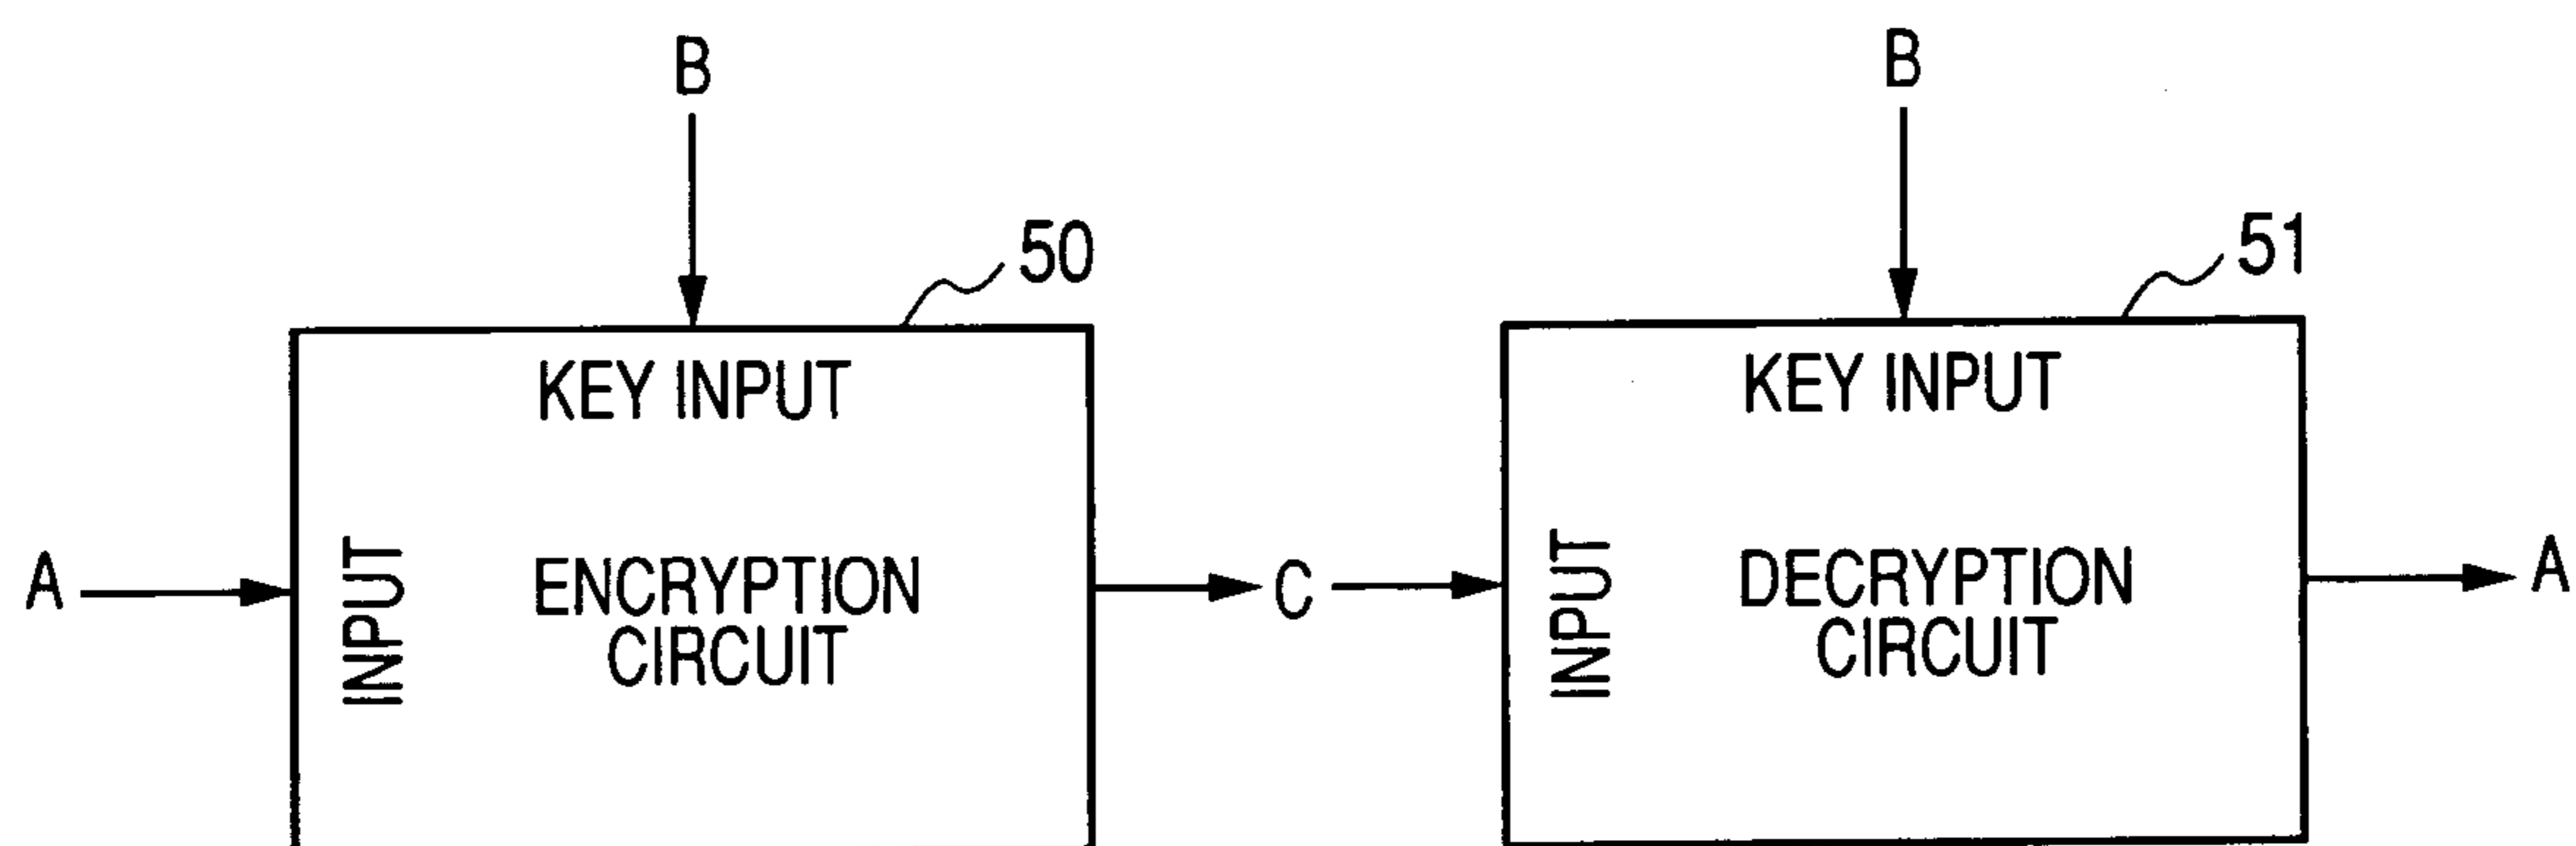 B
B
50
51
KEY INPUT
KEY INPUT
A
INPUT
ENCRYPTION
CIRCUIT
C
INPUT
DECRYPTION
CIRCUIT
A